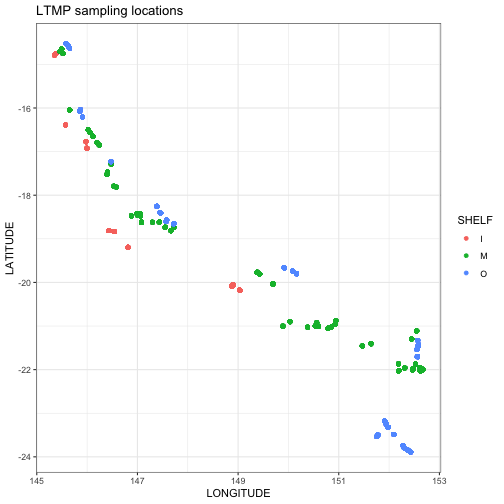 LTMP sampling locations
LATITUDE
-16
-18
-20
-22
-24
145
147
149
151
153
LONGITUDE
SHELF
I
M
O